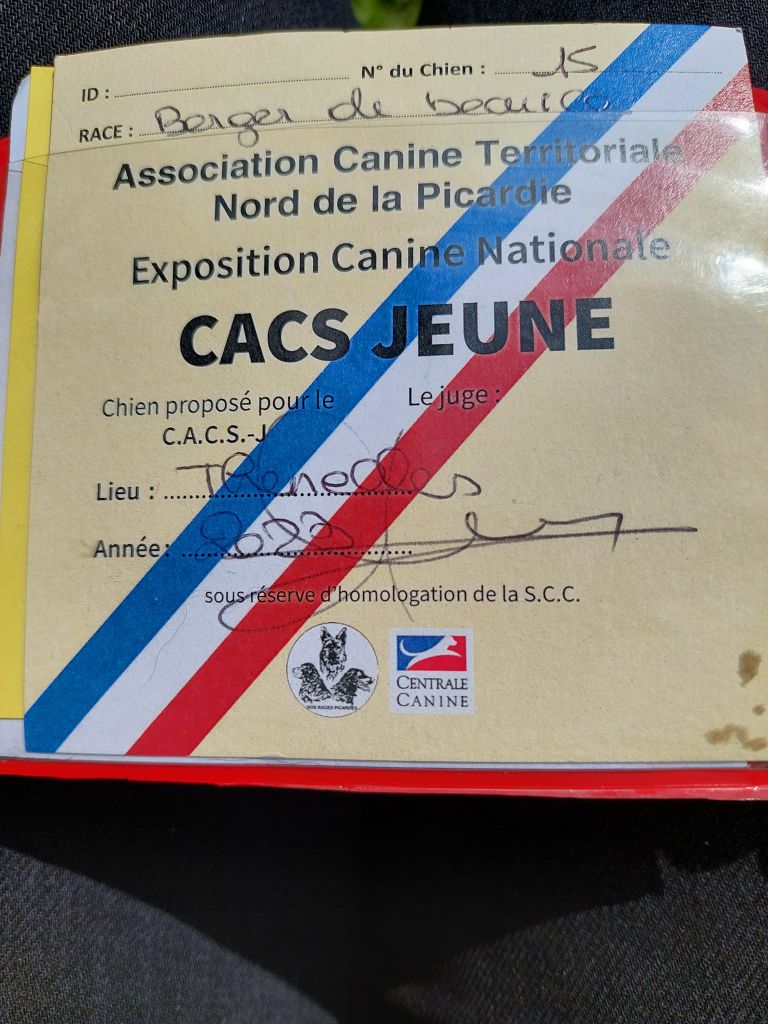 ID :
N° du Chien : 15
RACE : Berger de beauce
Association Canine Territoriale
Nord de la Picardie
Exposition Canine Nationale
CACS JEUNE
Chien proposé pour le
C.A.C.S.-J
Le juge :
Lieu : Thenelles
Année :
sous réserve d'homologation de la S.C.C.
NOS RACES PICARDES
CENTRALE
CANINE